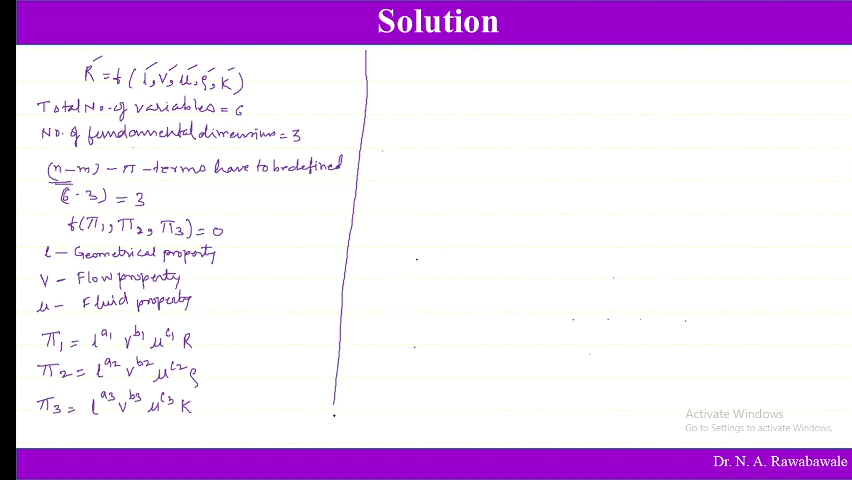 Solution
R = f (l, V, μ, ρ, K)
Total No. of variables = 6
No. of fundamental dimensions = 3
(n-m) - π - terms have to be defined
(6 - 3) = 3
f(π1, π2, π3) = 0
l - Geometrical property
V - Flow property
μ - Fluid property
π1 = l^a1 V^b1 μ^c1 R
π2 = l^a2 V^b2 μ^c2 ρ
π3 = l^a3 V^b3 μ^c3 K
Activate Windows
Go to Settings to activate Windows.
Dr. N. A. Rawabawale